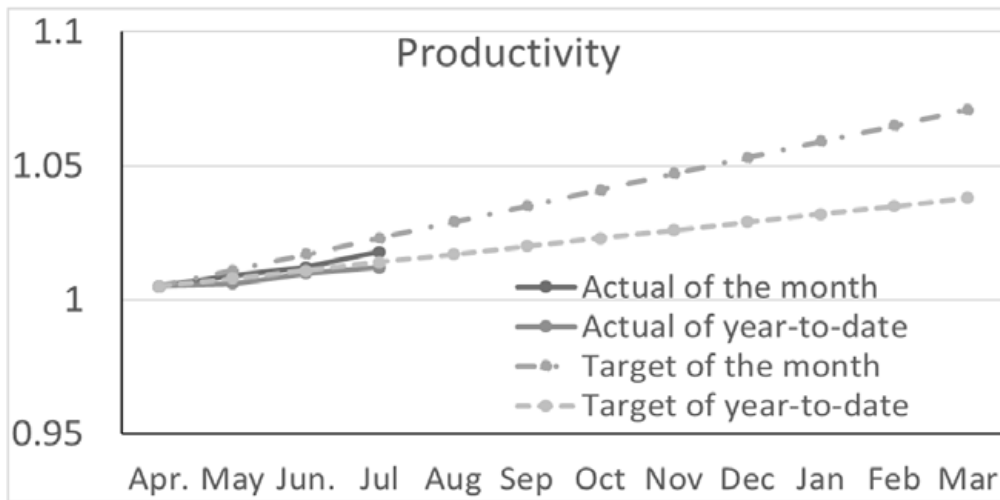 Productivity
1.1
1.05
1
0.95
Actual of the month
Actual of year-to-date
Target of the month
Target of year-to-date
Apr. May Jun. Jul Aug Sep Oct Nov Dec Jan Feb Mar